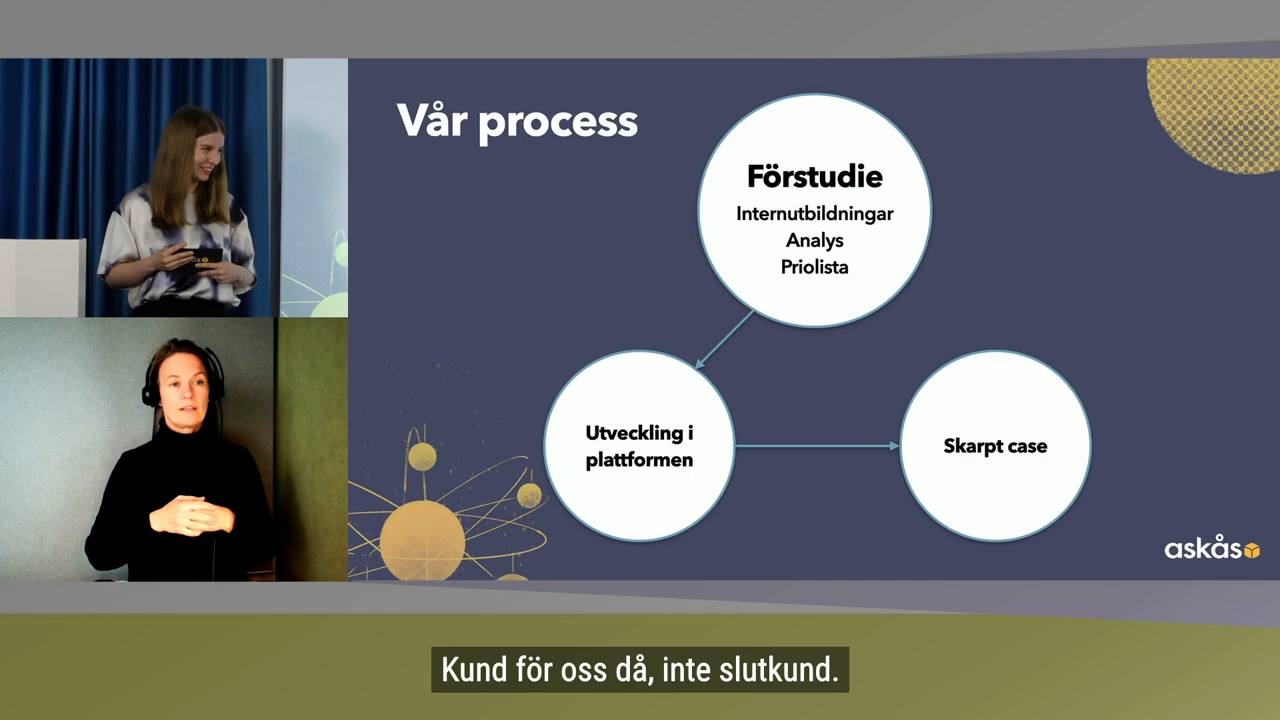 Vår process
Förstudie
Internutbildningar
Analys
Priolista
Utveckling i
plattformen
Skarpt case
askås
Kund för oss då, inte slutkund.